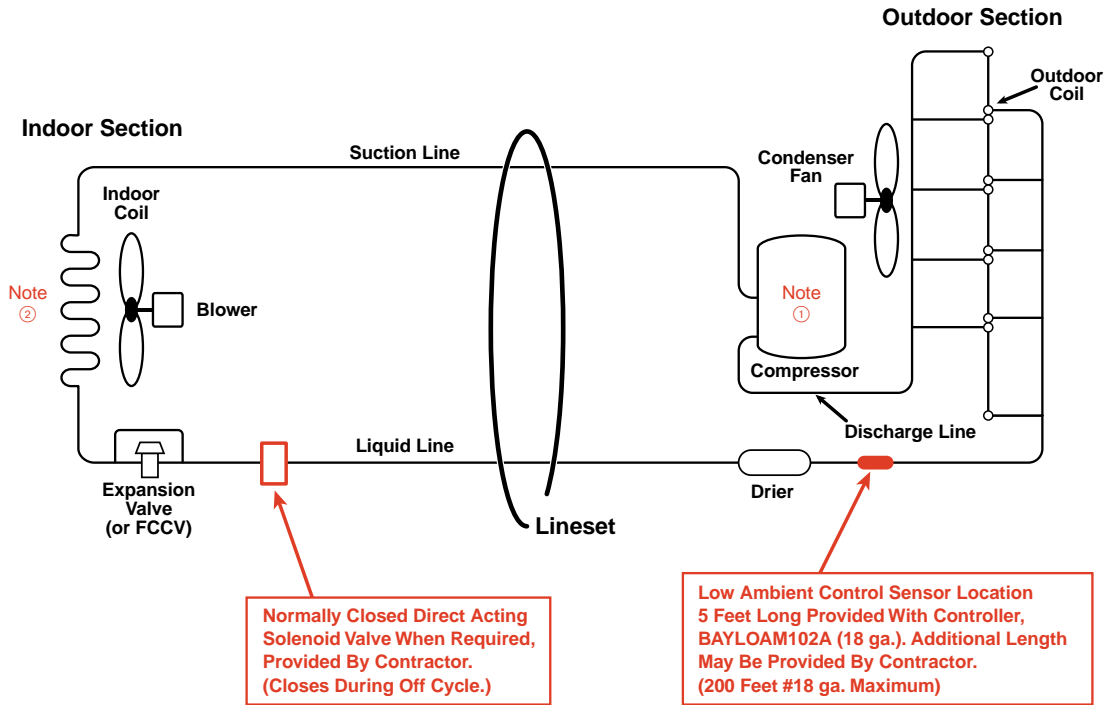 Outdoor Section
Outdoor
Coil
Indoor Section
Suction Line
Condenser
Fan
Indoor
Coil
Note
②
Blower
Note
①
Compressor
Discharge Line
Liquid Line
Expansion
Valve
(or FCCV)
Drier
Lineset
Normally Closed Direct Acting
Solenoid Valve When Required,
Provided By Contractor.
(Closes During Off Cycle.)
Low Ambient Control Sensor Location
5 Feet Long Provided With Controller,
BAYLOAM102A (18 ga.). Additional Length
May Be Provided By Contractor.
(200 Feet #18 ga. Maximum)